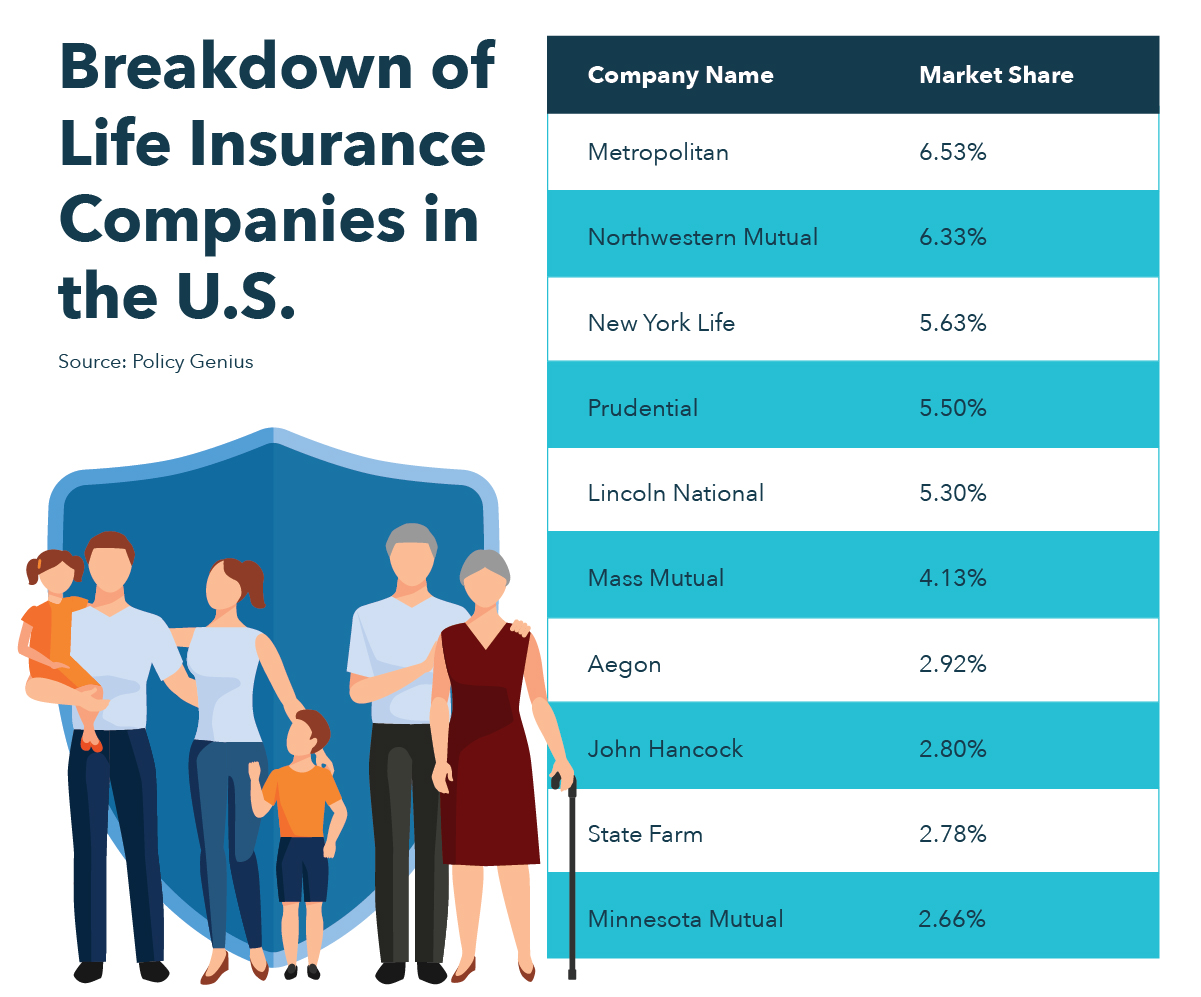 Breakdown of
Life Insurance
Companies in
the U.S.
Source: Policy Genius
Company Name Market Share
Metropolitan 6.53%
Northwestern Mutual 6.33%
New York Life 5.63%
Prudential 5.50%
Lincoln National 5.30%
Mass Mutual 4.13%
Aegon 2.92%
John Hancock 2.80%
State Farm 2.78%
Minnesota Mutual 2.66%